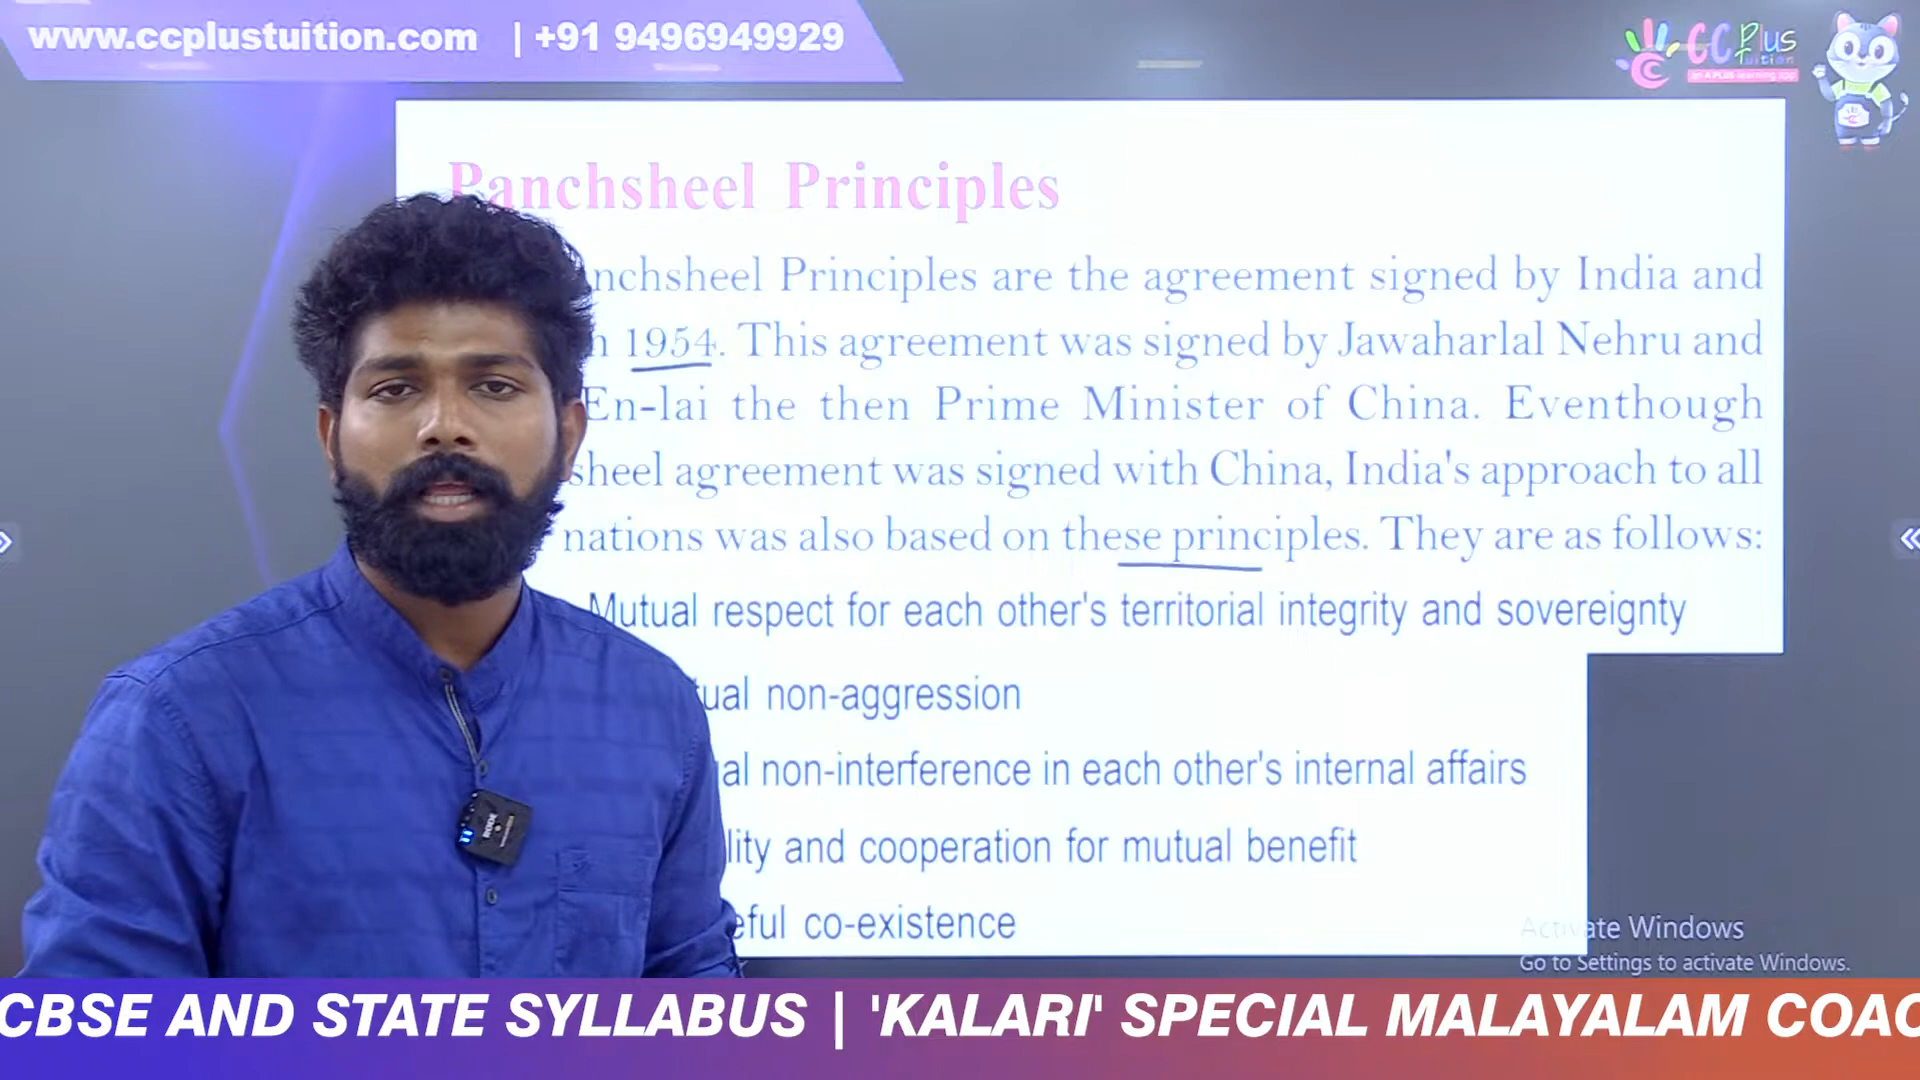 www.ccplustuition.com | +91 9496949929
CC Plus
Tuition
Panchsheel Principles
nchsheel Principles are the agreement signed by India and
n 1954. This agreement was signed by Jawaharlal Nehru and
En-lai the then Prime Minister of China. Eventhough
sheel agreement was signed with China, India's approach to all
nations was also based on these principles. They are as follows:
Mutual respect for each other's territorial integrity and sovereignty
tual non-aggression
al non-interference in each other's internal affairs
lity and cooperation for mutual benefit
eful co-existence
RODE
Activate Windows
Go to Settings to activate Windows.
CBSE AND STATE SYLLABUS | 'KALARI' SPECIAL MALAYALAM COAC